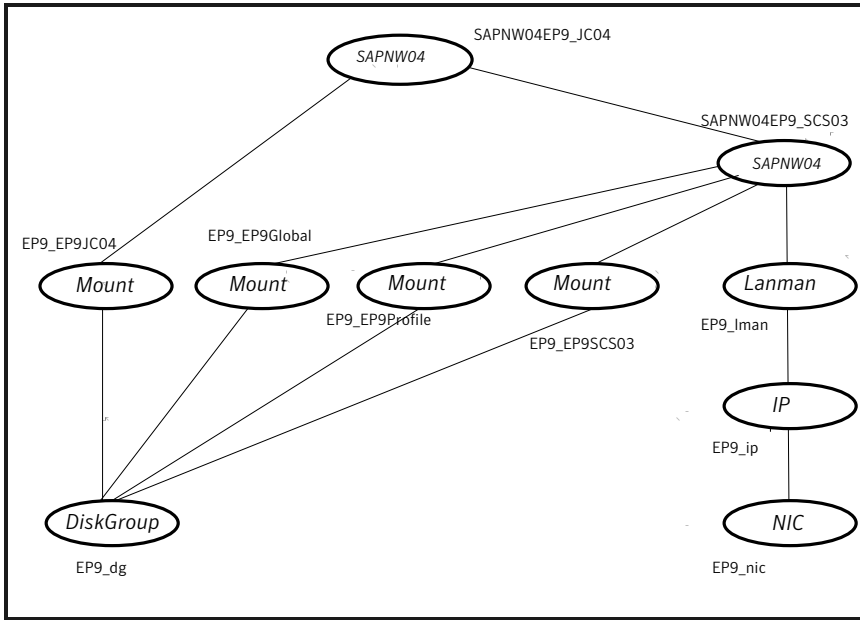 SAPNW04EP9_JC04
SAPNW04
SAPNW04EP9_SCS03
SAPNW04
EP9_EP9JC04
EP9_EP9Global
Mount
Mount
Mount
Mount
Lanman
EP9_EP9Profile
EP9_EP9SCS03
EP9_lman
IP
EP9_ip
DiskGroup
NIC
EP9_dg
EP9_nic